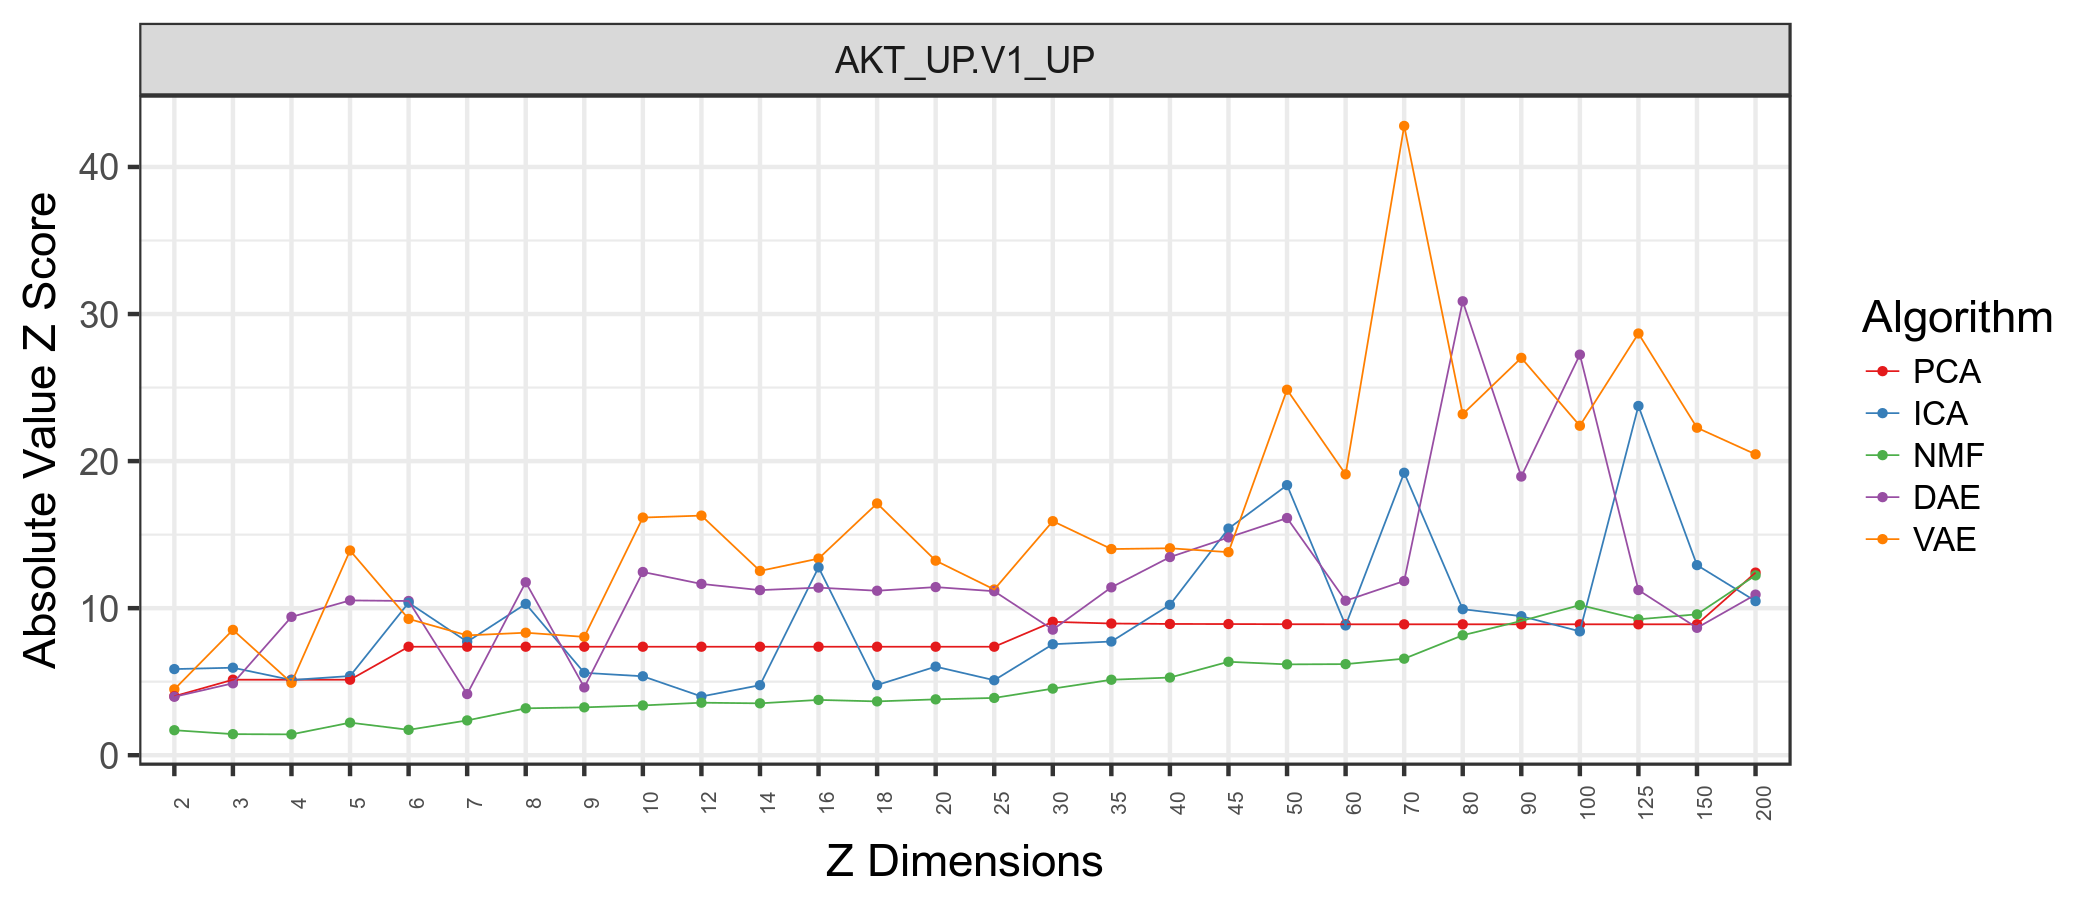 AKT_UP.V1_UP
Absolute Value Z Score
40
30
20
10
0
2 3 4 5 6 7 8 9 10 12 14 16 18 20 25 30 35 40 45 50 60 70 80 90 100 125 150 200
Z Dimensions
Algorithm
PCA
ICA
NMF
DAE
VAE